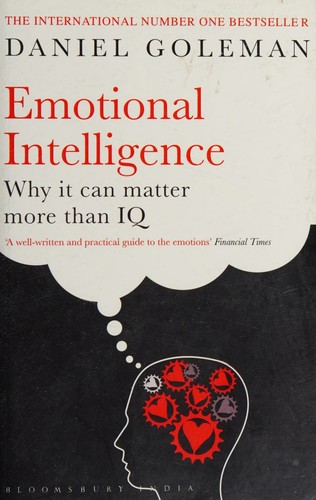 THE INTERNATIONAL NUMBER ONE BESTSELLER
DANIEL GOLEMAN
Emotional
Intelligence
Why it can matter
more than IQ
‘A well-written and practical guide to the emotions’ Financial Times
BLOOMSBURY INDIA